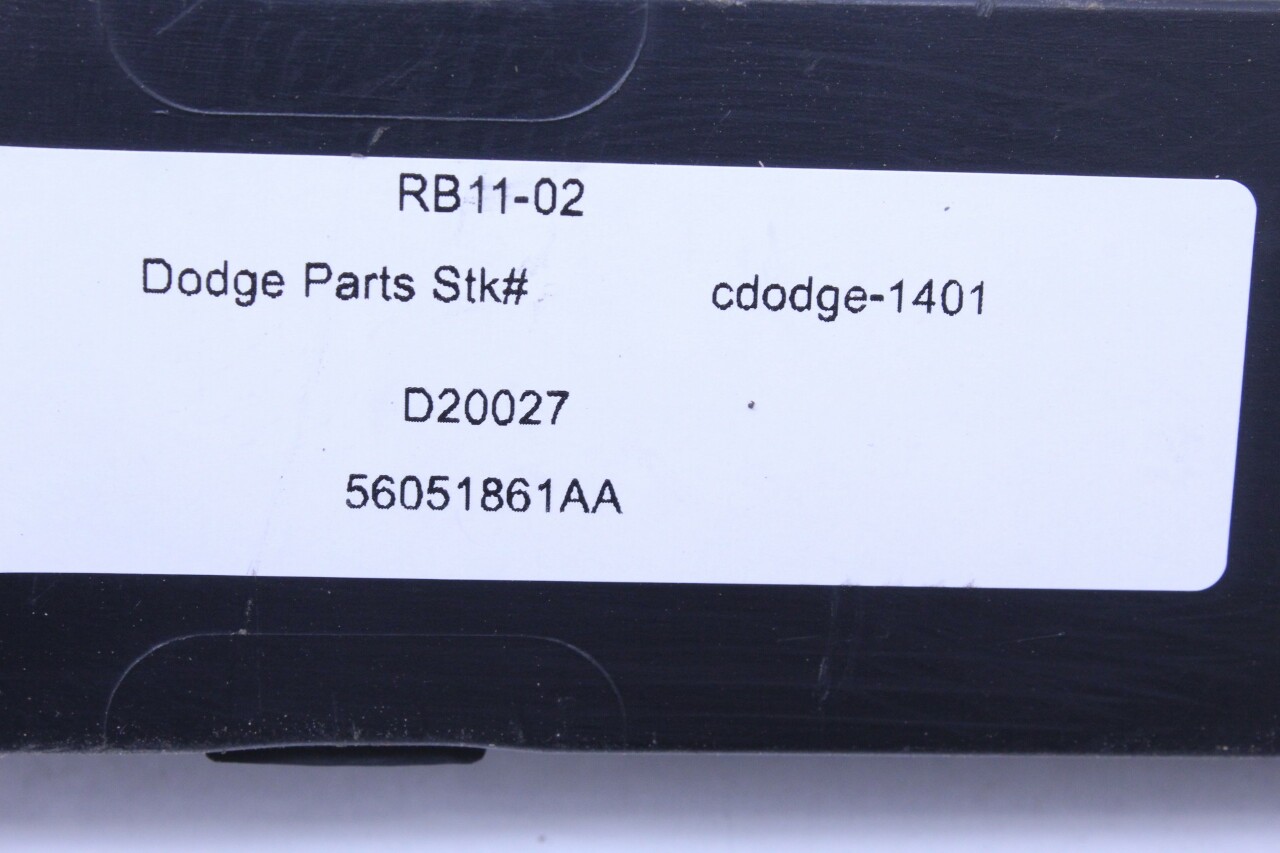 RB11-02
Dodge Parts Stk# cdodge-1401
D20027
56051861AA